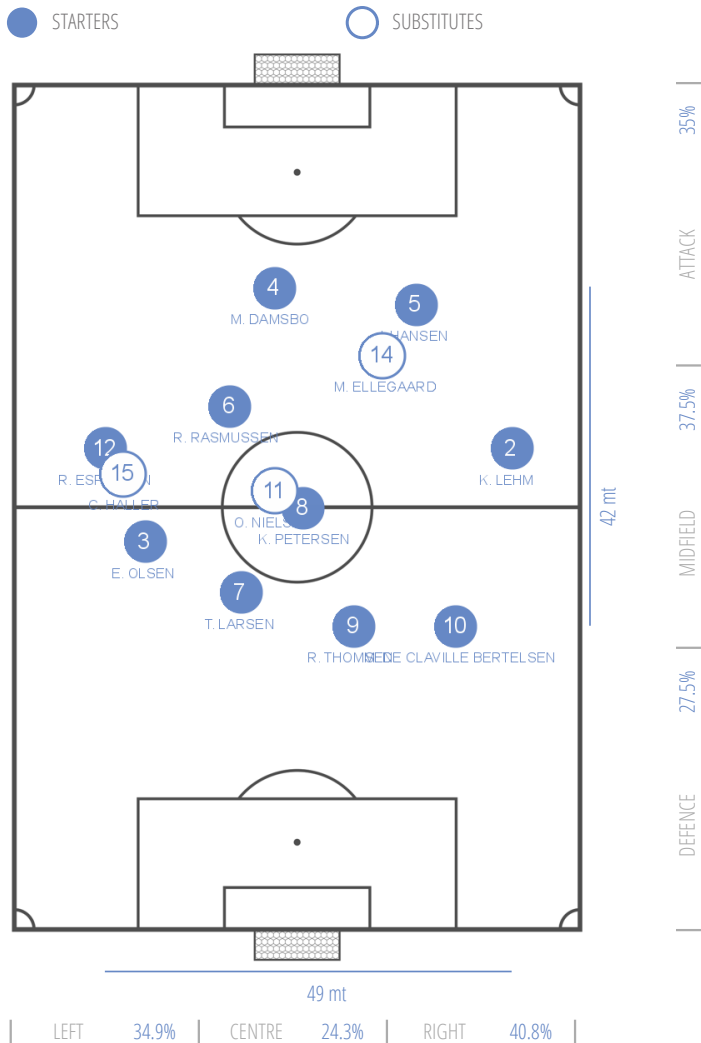 STARTERS SUBSTITUTES
35%
ATTACK
4
M. DAMSBO
5
HANSEN
14
M. ELLEGAARD
37.5%
6
R. RASMUSSEN
12
15
2
K. LEHM
11
8
K. PETERSEN
42 mt
MIDFIELD
3
E. OLSEN
7
T. LARSEN
9
10
DE CLAVILLE BERTELSEN
27.5%
DEFENCE
49 mt
LEFT 34.9% CENTRE 24.3% RIGHT 40.8%